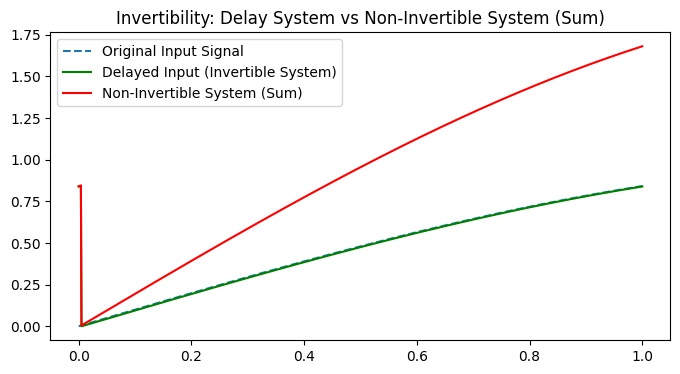 Invertibility: Delay System vs Non-Invertible System (Sum)
1.75
1.50
1.25
1.00
0.75
0.50
0.25
0.00
Original Input Signal
Delayed Input (Invertible System)
Non-Invertible System (Sum)
0.0 0.2 0.4 0.6 0.8 1.0